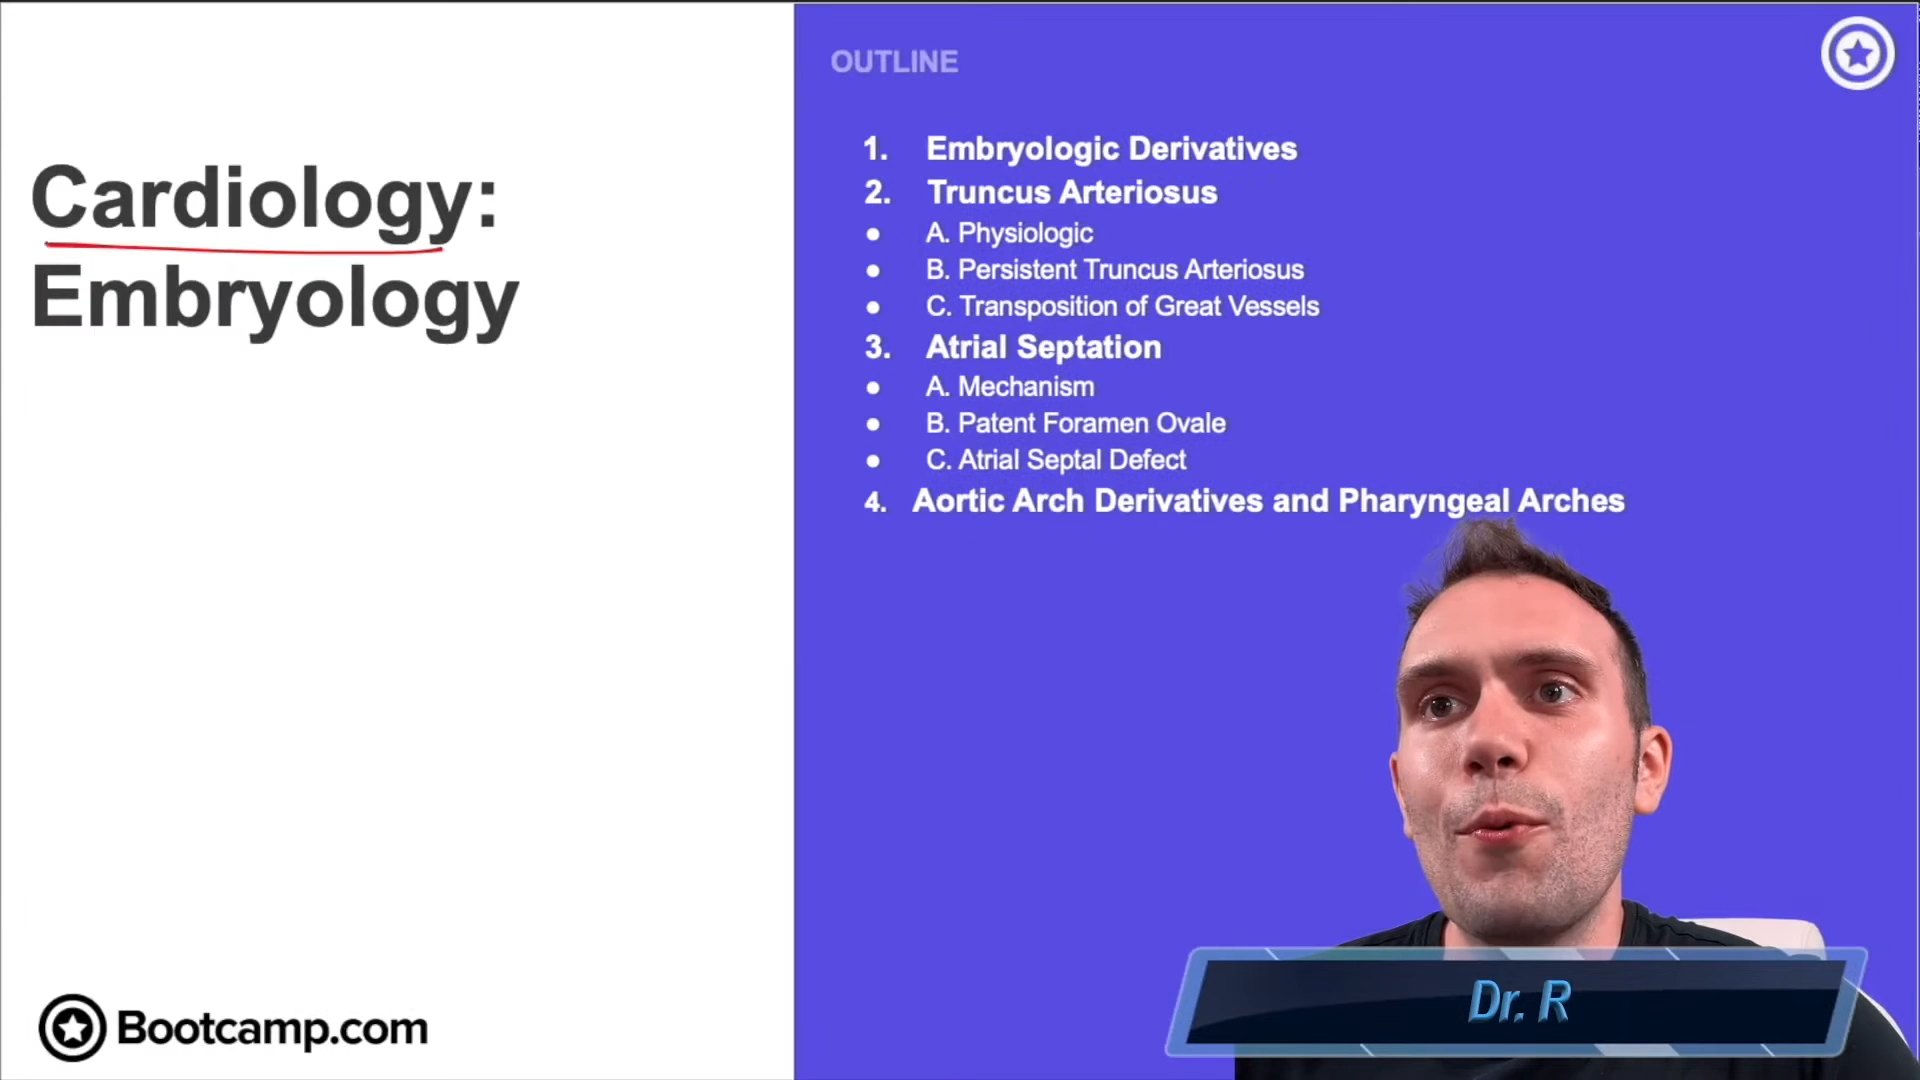 Cardiology:
Embryology
OUTLINE
1. Embryologic Derivatives
2. Truncus Arteriosus
● A. Physiologic
● B. Persistent Truncus Arteriosus
● C. Transposition of Great Vessels
3. Atrial Septation
● A. Mechanism
● B. Patent Foramen Ovale
● C. Atrial Septal Defect
4. Aortic Arch Derivatives and Pharyngeal Arches
Dr. R
Bootcamp.com